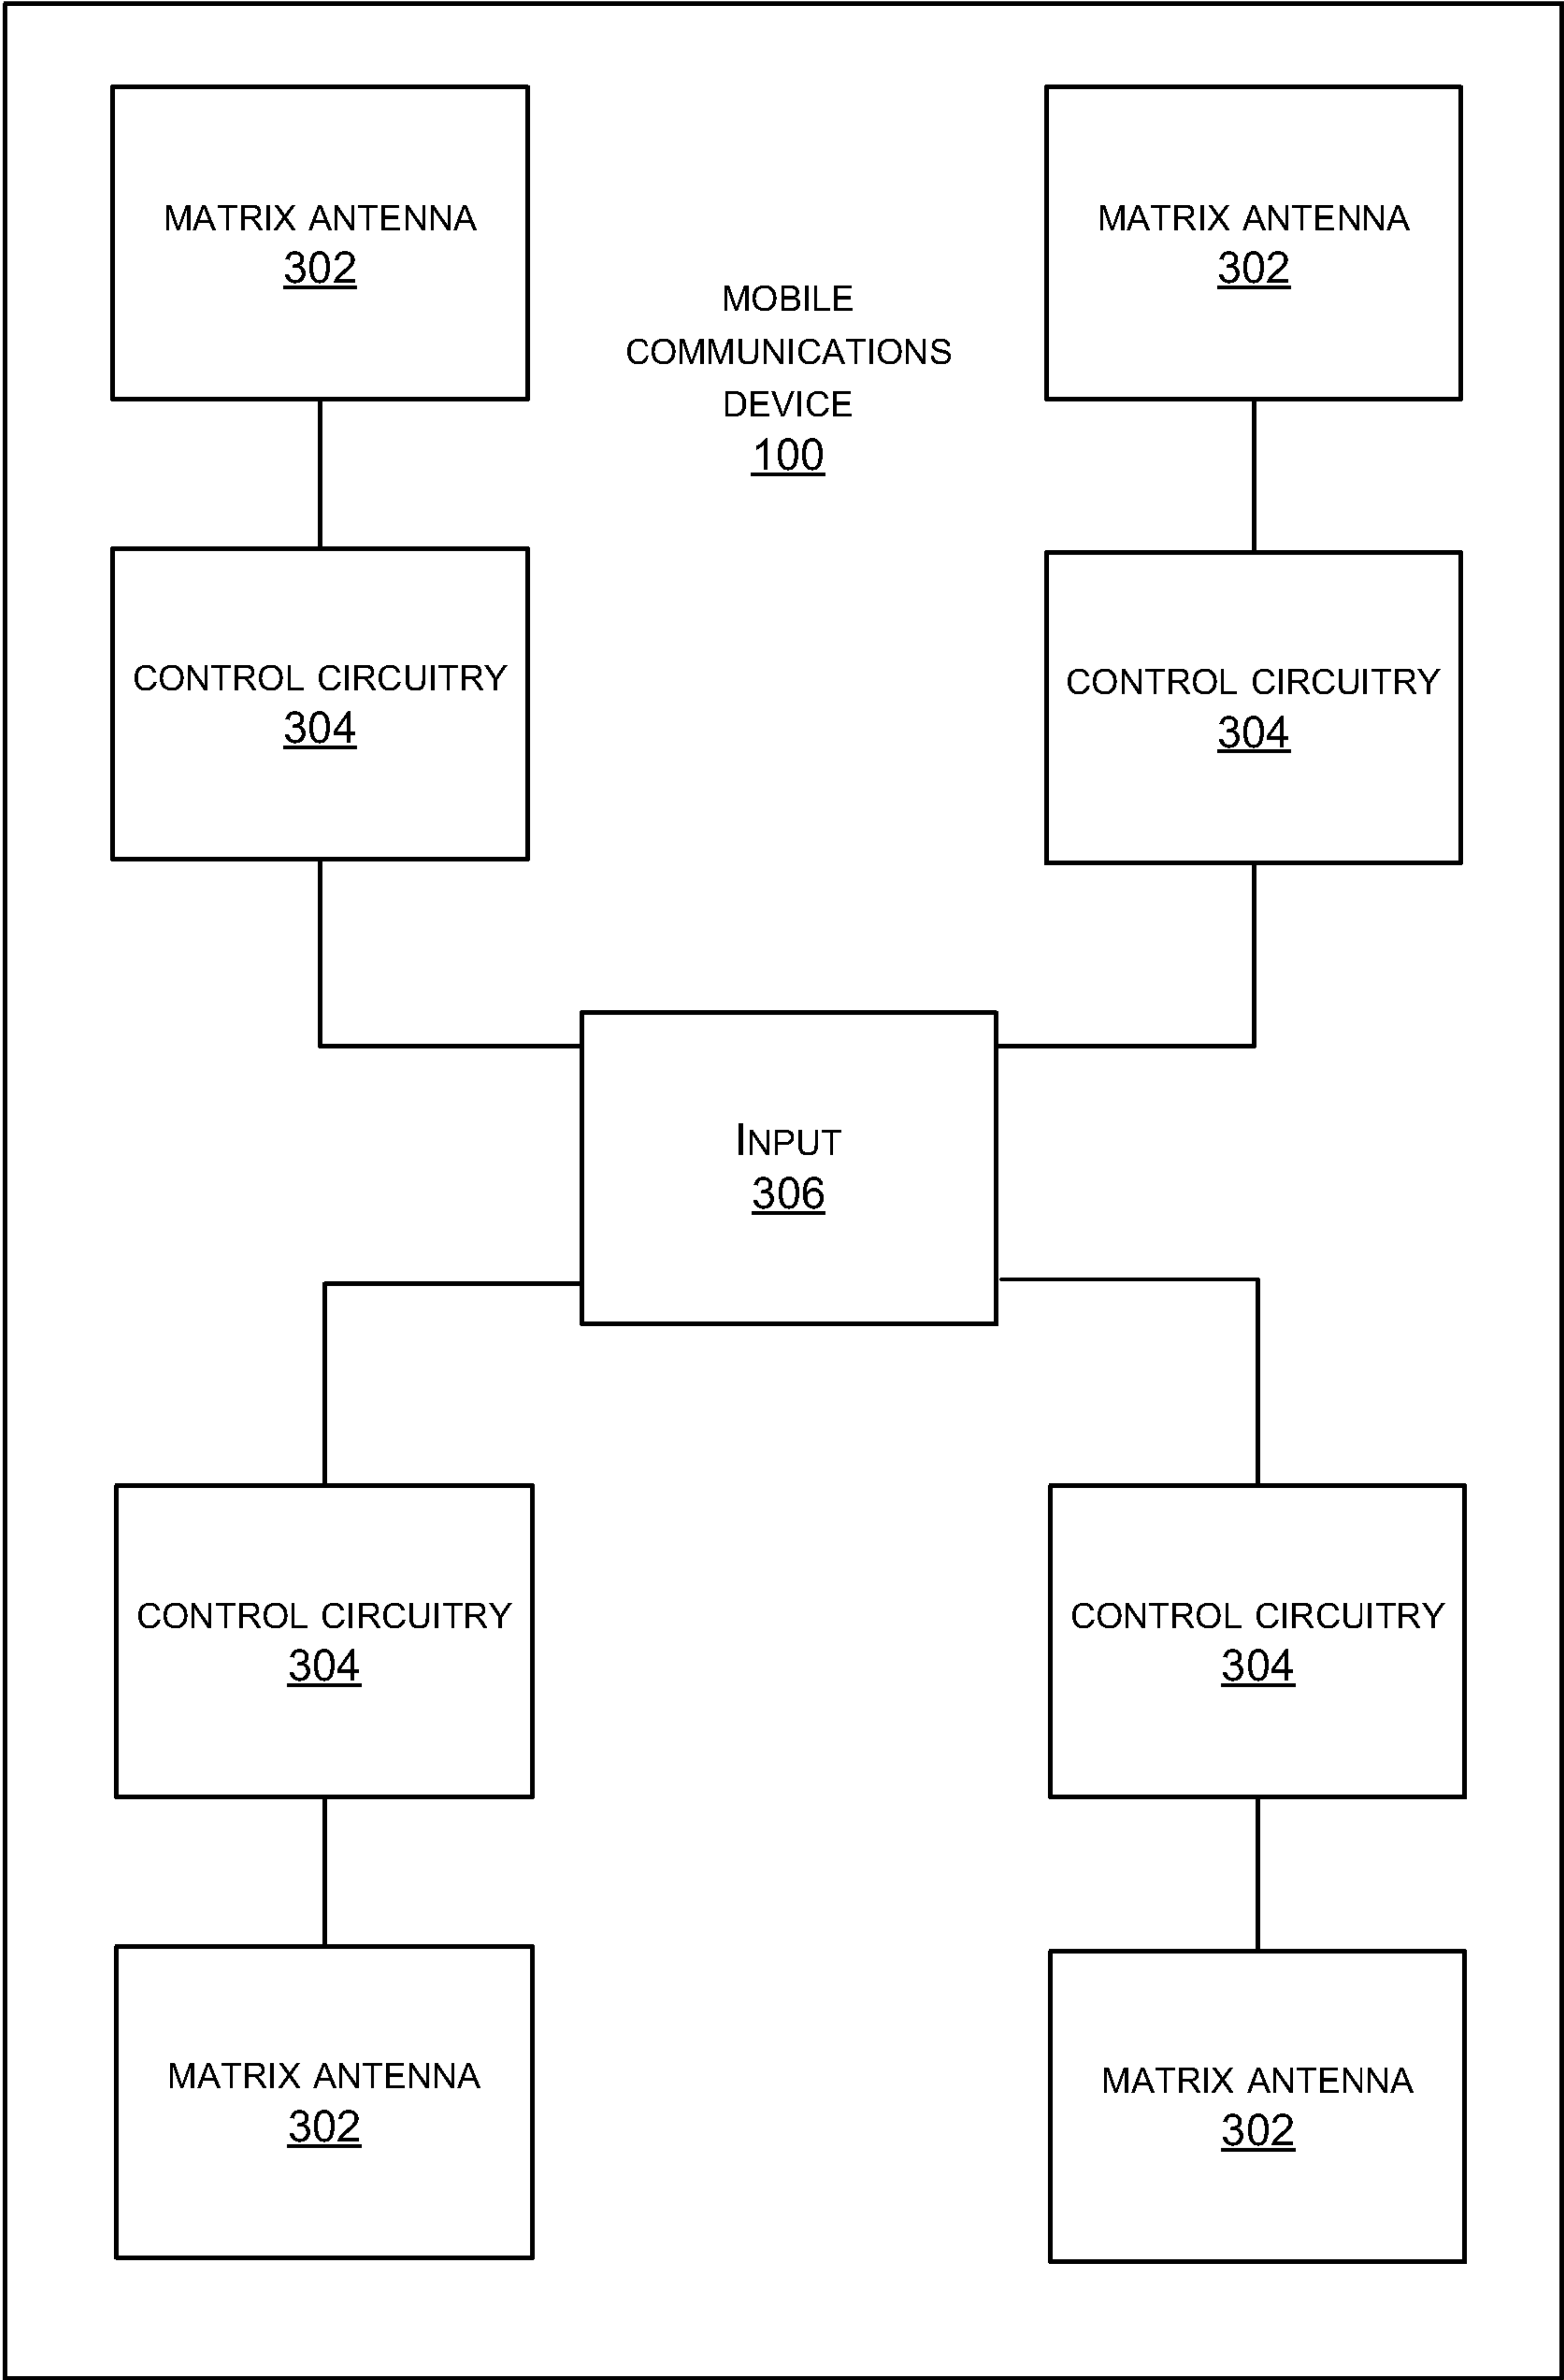 MATRIX ANTENNA
302
MATRIX ANTENNA
302
MOBILE
COMMUNICATIONS
DEVICE
100
CONTROL CIRCUITRY
304
CONTROL CIRCUITRY
304
INPUT
306
CONTROL CIRCUITRY
304
CONTROL CIRCUITRY
304
MATRIX ANTENNA
302
MATRIX ANTENNA
302